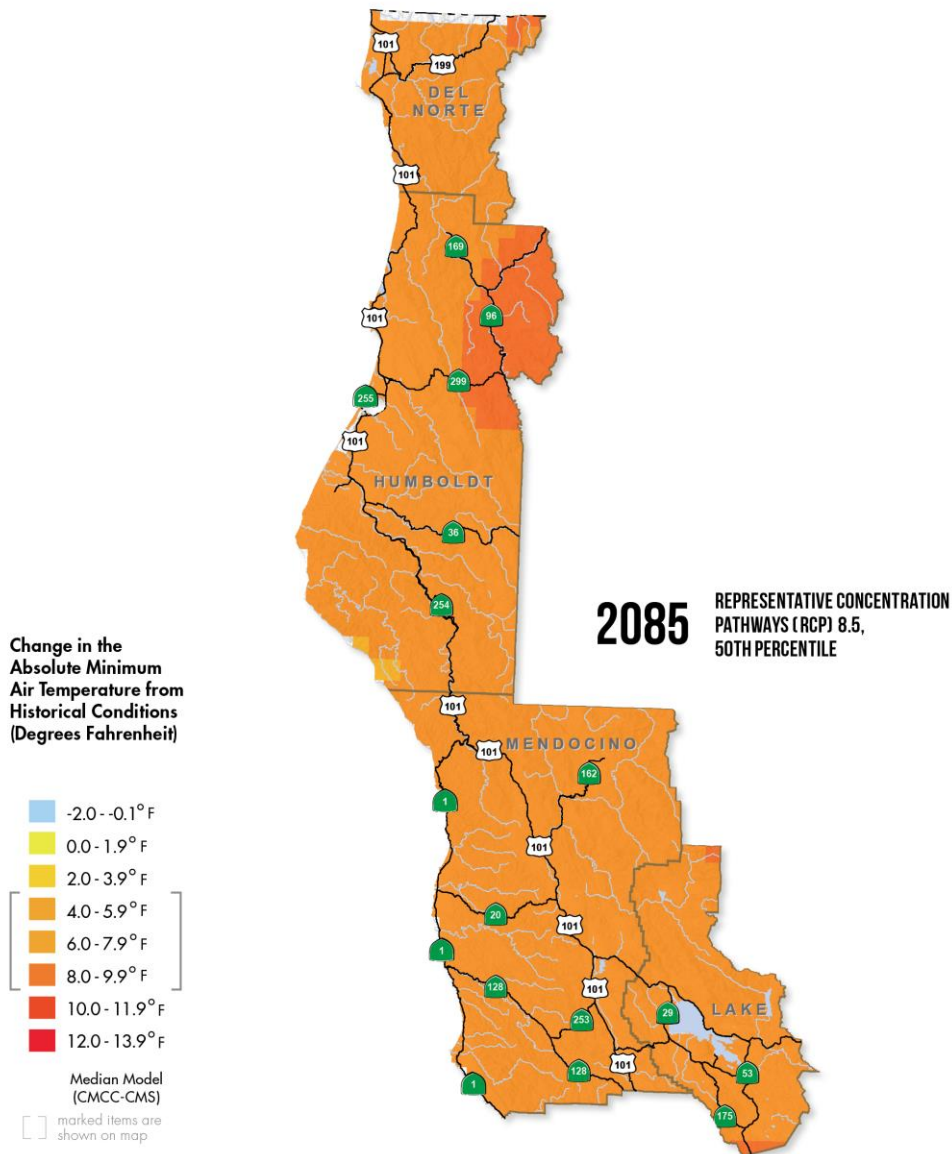 101
199
DEL
NORTE
101
169
101
96
299
255
101
HUMBOLDT
36
254
2085
REPRESENTATIVE CONCENTRATION
PATHWAYS (RCP) 8.5,
50TH PERCENTILE
Change in the
Absolute Minimum
Air Temperature from
Historical Conditions
(Degrees Fahrenheit)
101
101
MENDOCINO
162
1
101
20
101
1
128
101
29
LAKE
253
101
128
53
1
175
-2.0 - -0.1° F
0.0 - 1.9° F
2.0 - 3.9° F
4.0 - 5.9° F
6.0 - 7.9° F
8.0 - 9.9° F
10.0 - 11.9° F
12.0 - 13.9° F
Median Model
(CMCC-CMS)
[ ] marked items are
shown on map